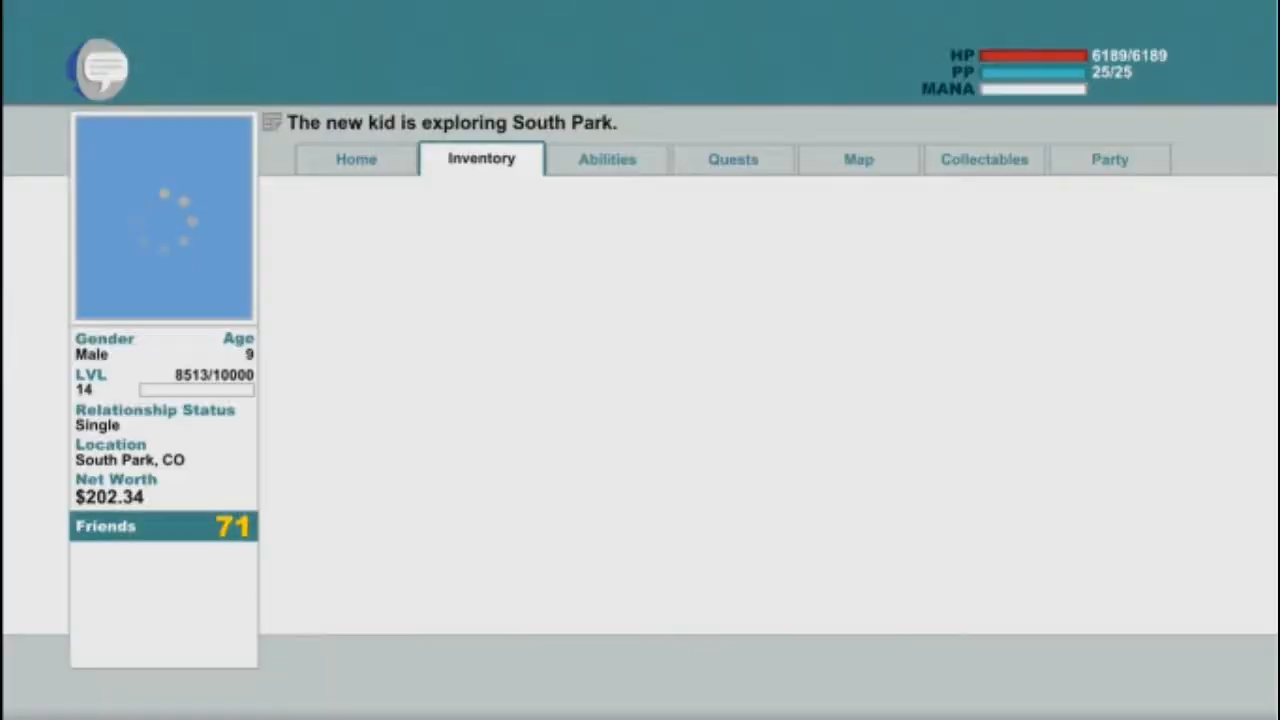 HP 6189/6189
PP 25/25
MANA
The new kid is exploring South Park.
Home Inventory Abilities Quests Map Collectables Party
Gender Age
Male 9
LVL 8513/10000
14
Relationship Status
Single
Location
South Park, CO
Net Worth
$202.34
Friends 71